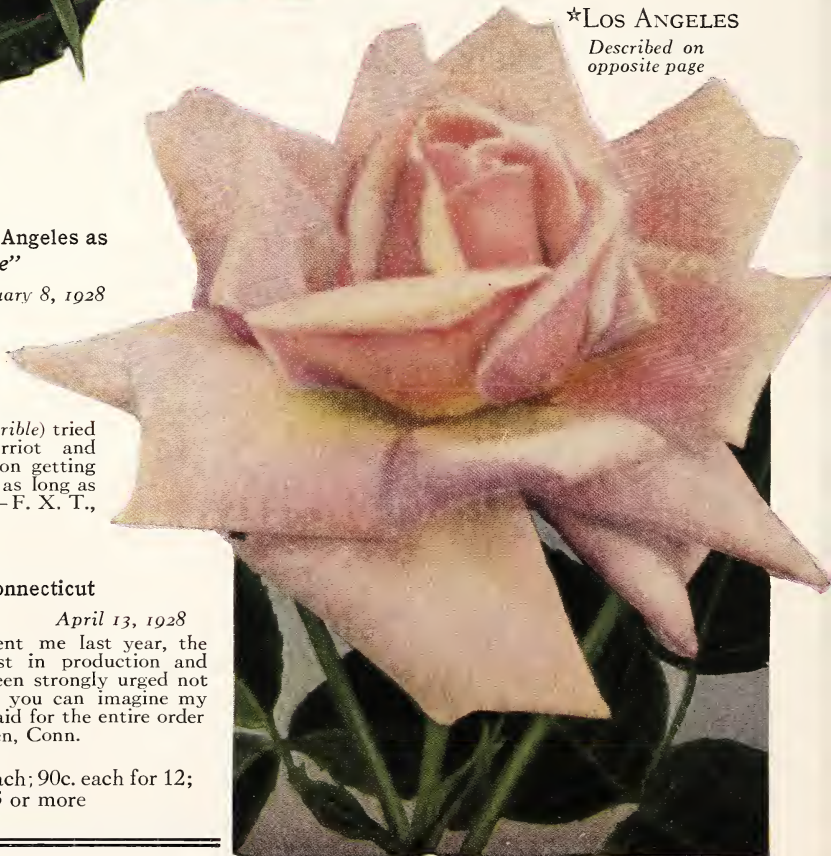 ☆Los Angeles
Described on
opposite page
Angeles as
e"
uary 8, 1928
rible) tried
rriot and
on getting
as long as
–F. X. T.,
onnecticut
April 13, 1928
ent me last year, the
st in production and
een strongly urged not
you can imagine my
aid for the entire order
en, Conn.
ach; 90c. each for 12;
or more